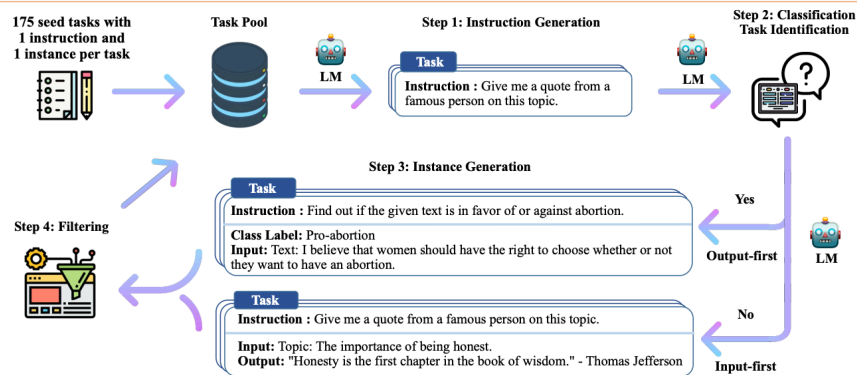 175 seed tasks with
1 instruction and
1 instance per task
Task Pool
LM
Step 1: Instruction Generation
Task
Instruction : Give me a quote from a
famous person on this topic.
LM
Step 2: Classification
Task Identification
?
Step 3: Instance Generation
Task
Instruction : Find out if the given text is in favor of or against abortion.
Class Label: Pro-abortion
Input: Text: I believe that women should have the right to choose whether or not
they want to have an abortion.
Yes
Output-first
LM
Step 4: Filtering
Task
Instruction : Give me a quote from a famous person on this topic.
Input: Topic: The importance of being honest.
Output: "Honesty is the first chapter in the book of wisdom." - Thomas Jefferson
No
Input-first